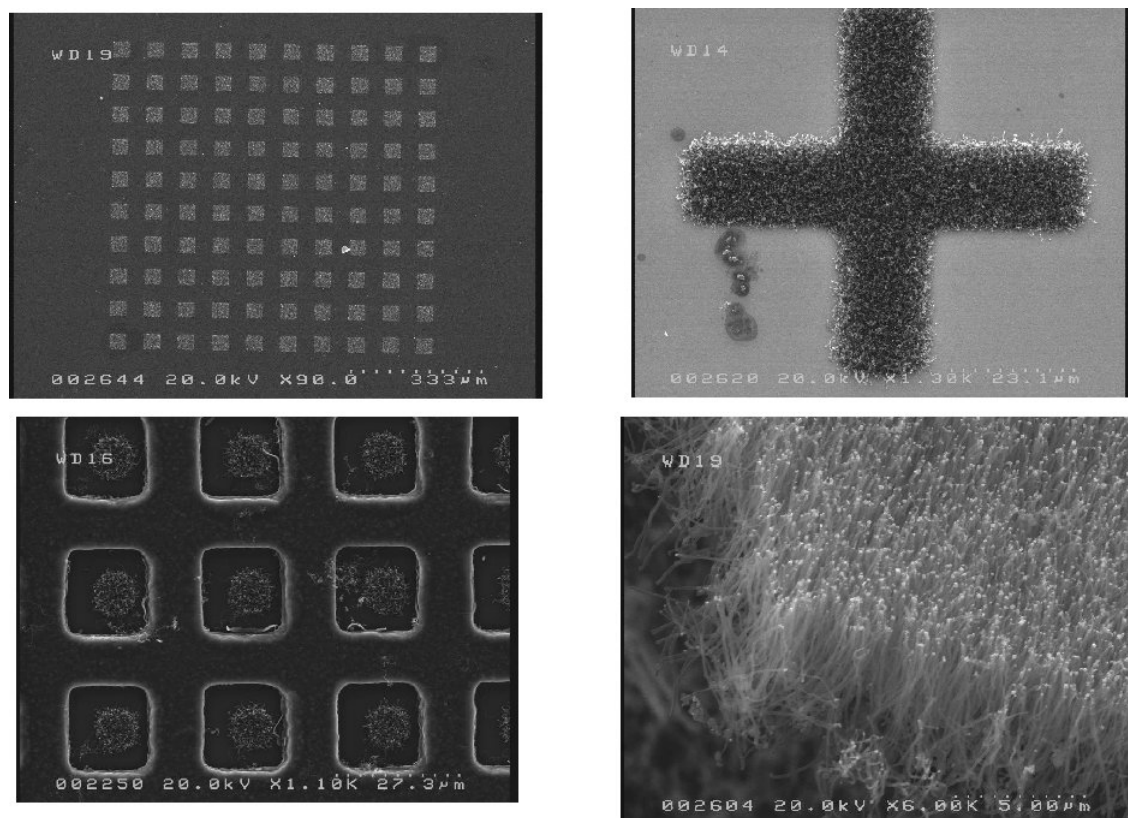 WD19
002644 20.0kV X90.0 333µm
WD14
002620 20.0kV X1.30K 23.1µm
WD16
002250 20.0kV X1.10K 27.3µm
WD19
002604 20.0kV X6.00K 5.00µm